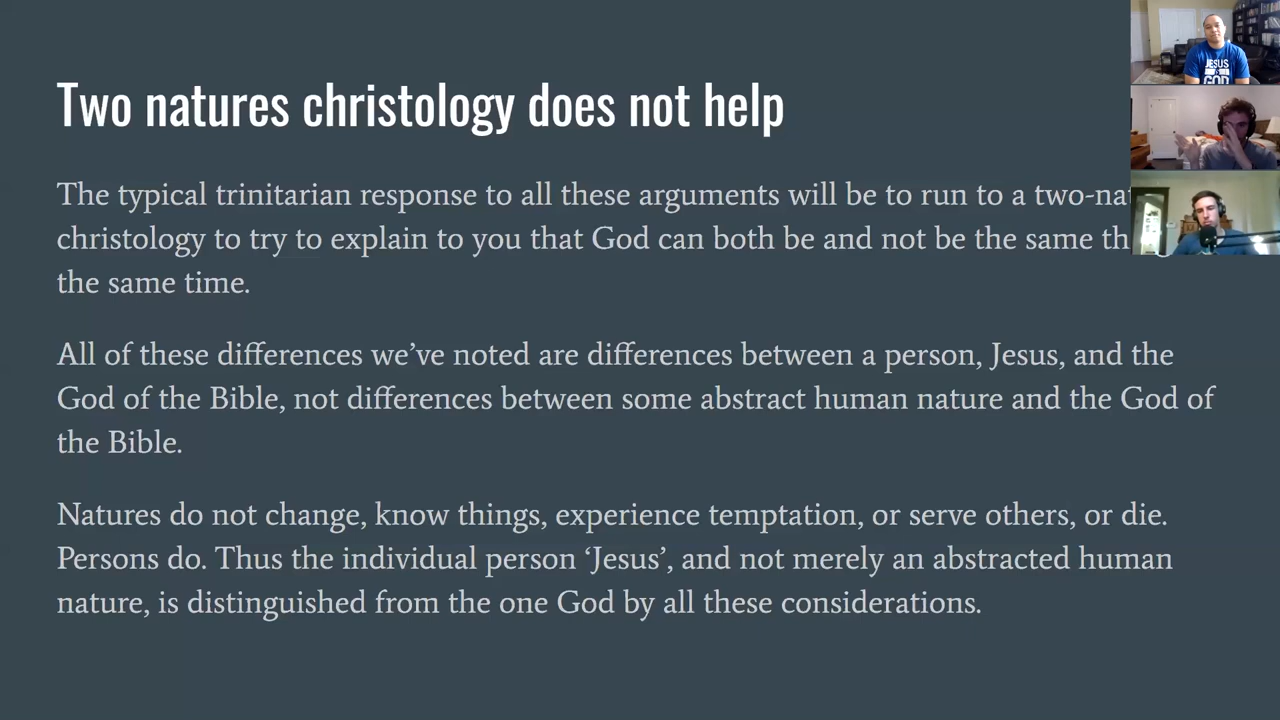 Two natures christology does not help
The typical trinitarian response to all these arguments will be to run to a
christology to try to explain to you that God can both be and not be the same
the same time.
All of these differences we’ve noted are differences between a person, Jesus, and the
God of the Bible, not differences between some abstract human nature and the God of
the Bible.
Natures do not change, know things, experience temptation, or serve others, or die.
Persons do. Thus the individual person ‘Jesus’, and not merely an abstracted human
nature, is distinguished from the one God by all these considerations.
JESUS
GOD